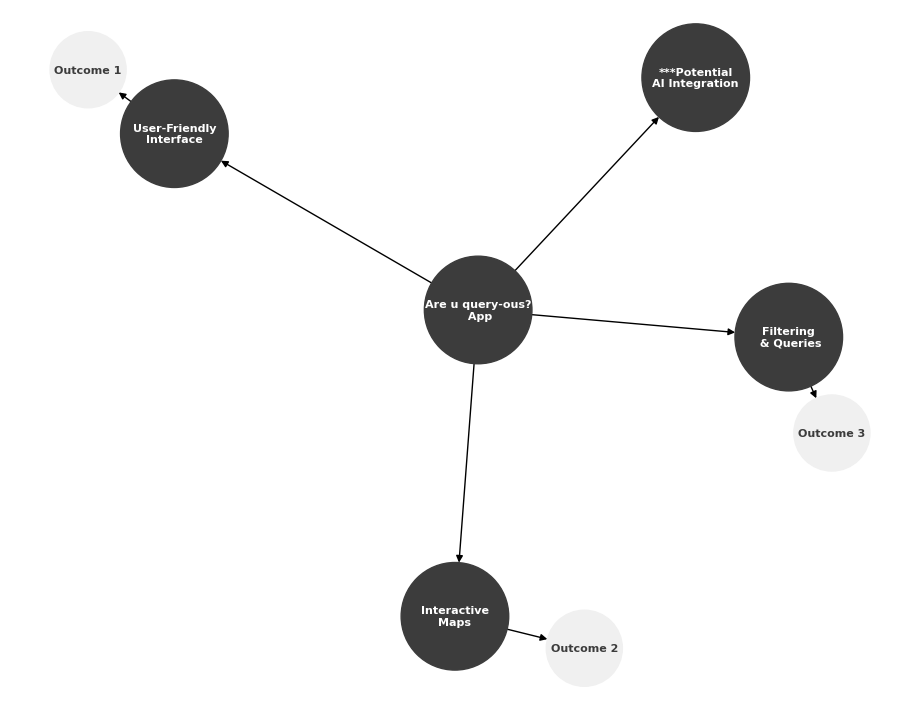 Outcome 1
***Potential
AI Integration
User-Friendly
Interface
Are u query-ous?
App
Filtering
& Queries
Outcome 3
Interactive
Maps
Outcome 2